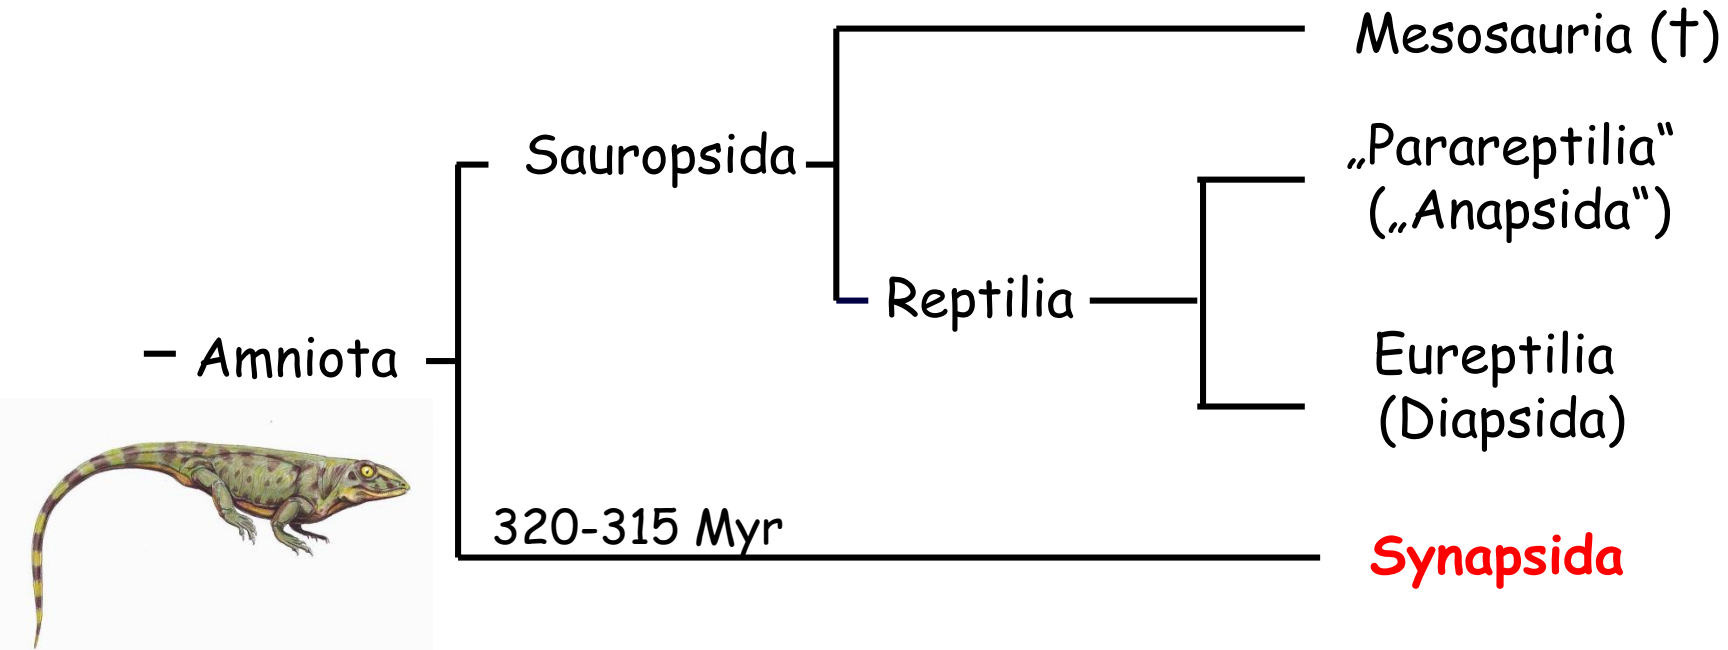 Mesosauria (†)
„Parareptilia“
(„Anapsida“)
Sauropsida
Reptilia
Amniota
Eureptilia
(Diapsida)
320-315 Myr
Synapsida